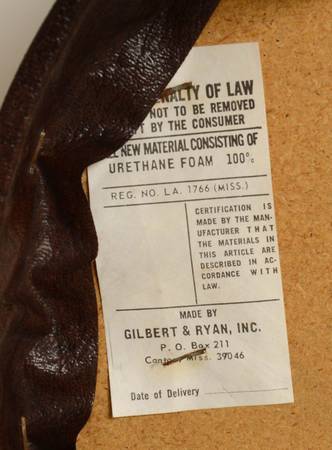 ENALTY OF LAW
NOT TO BE REMOVED
T BY THE CONSUMER
L NEW MATERIAL CONSISTING OF
URETHANE FOAM 100%
REG. NO. LA. 1766 (MISS.)
CERTIFICATION IS
MADE BY THE MAN-
UFACTURER THAT
THE MATERIALS IN
THIS ARTICLE ARE
DESCRIBED IN AC-
CORDANCE WITH
LAW.
MADE BY
GILBERT & RYAN, INC.
P. O. Box 211
Canton, Miss. 39046
Date of Delivery